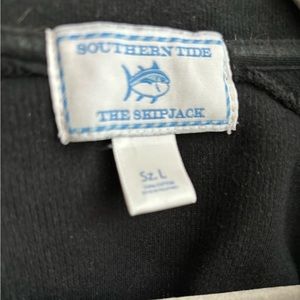 SOUTHERN TIDE
THE SKIPJACK
Sz. L